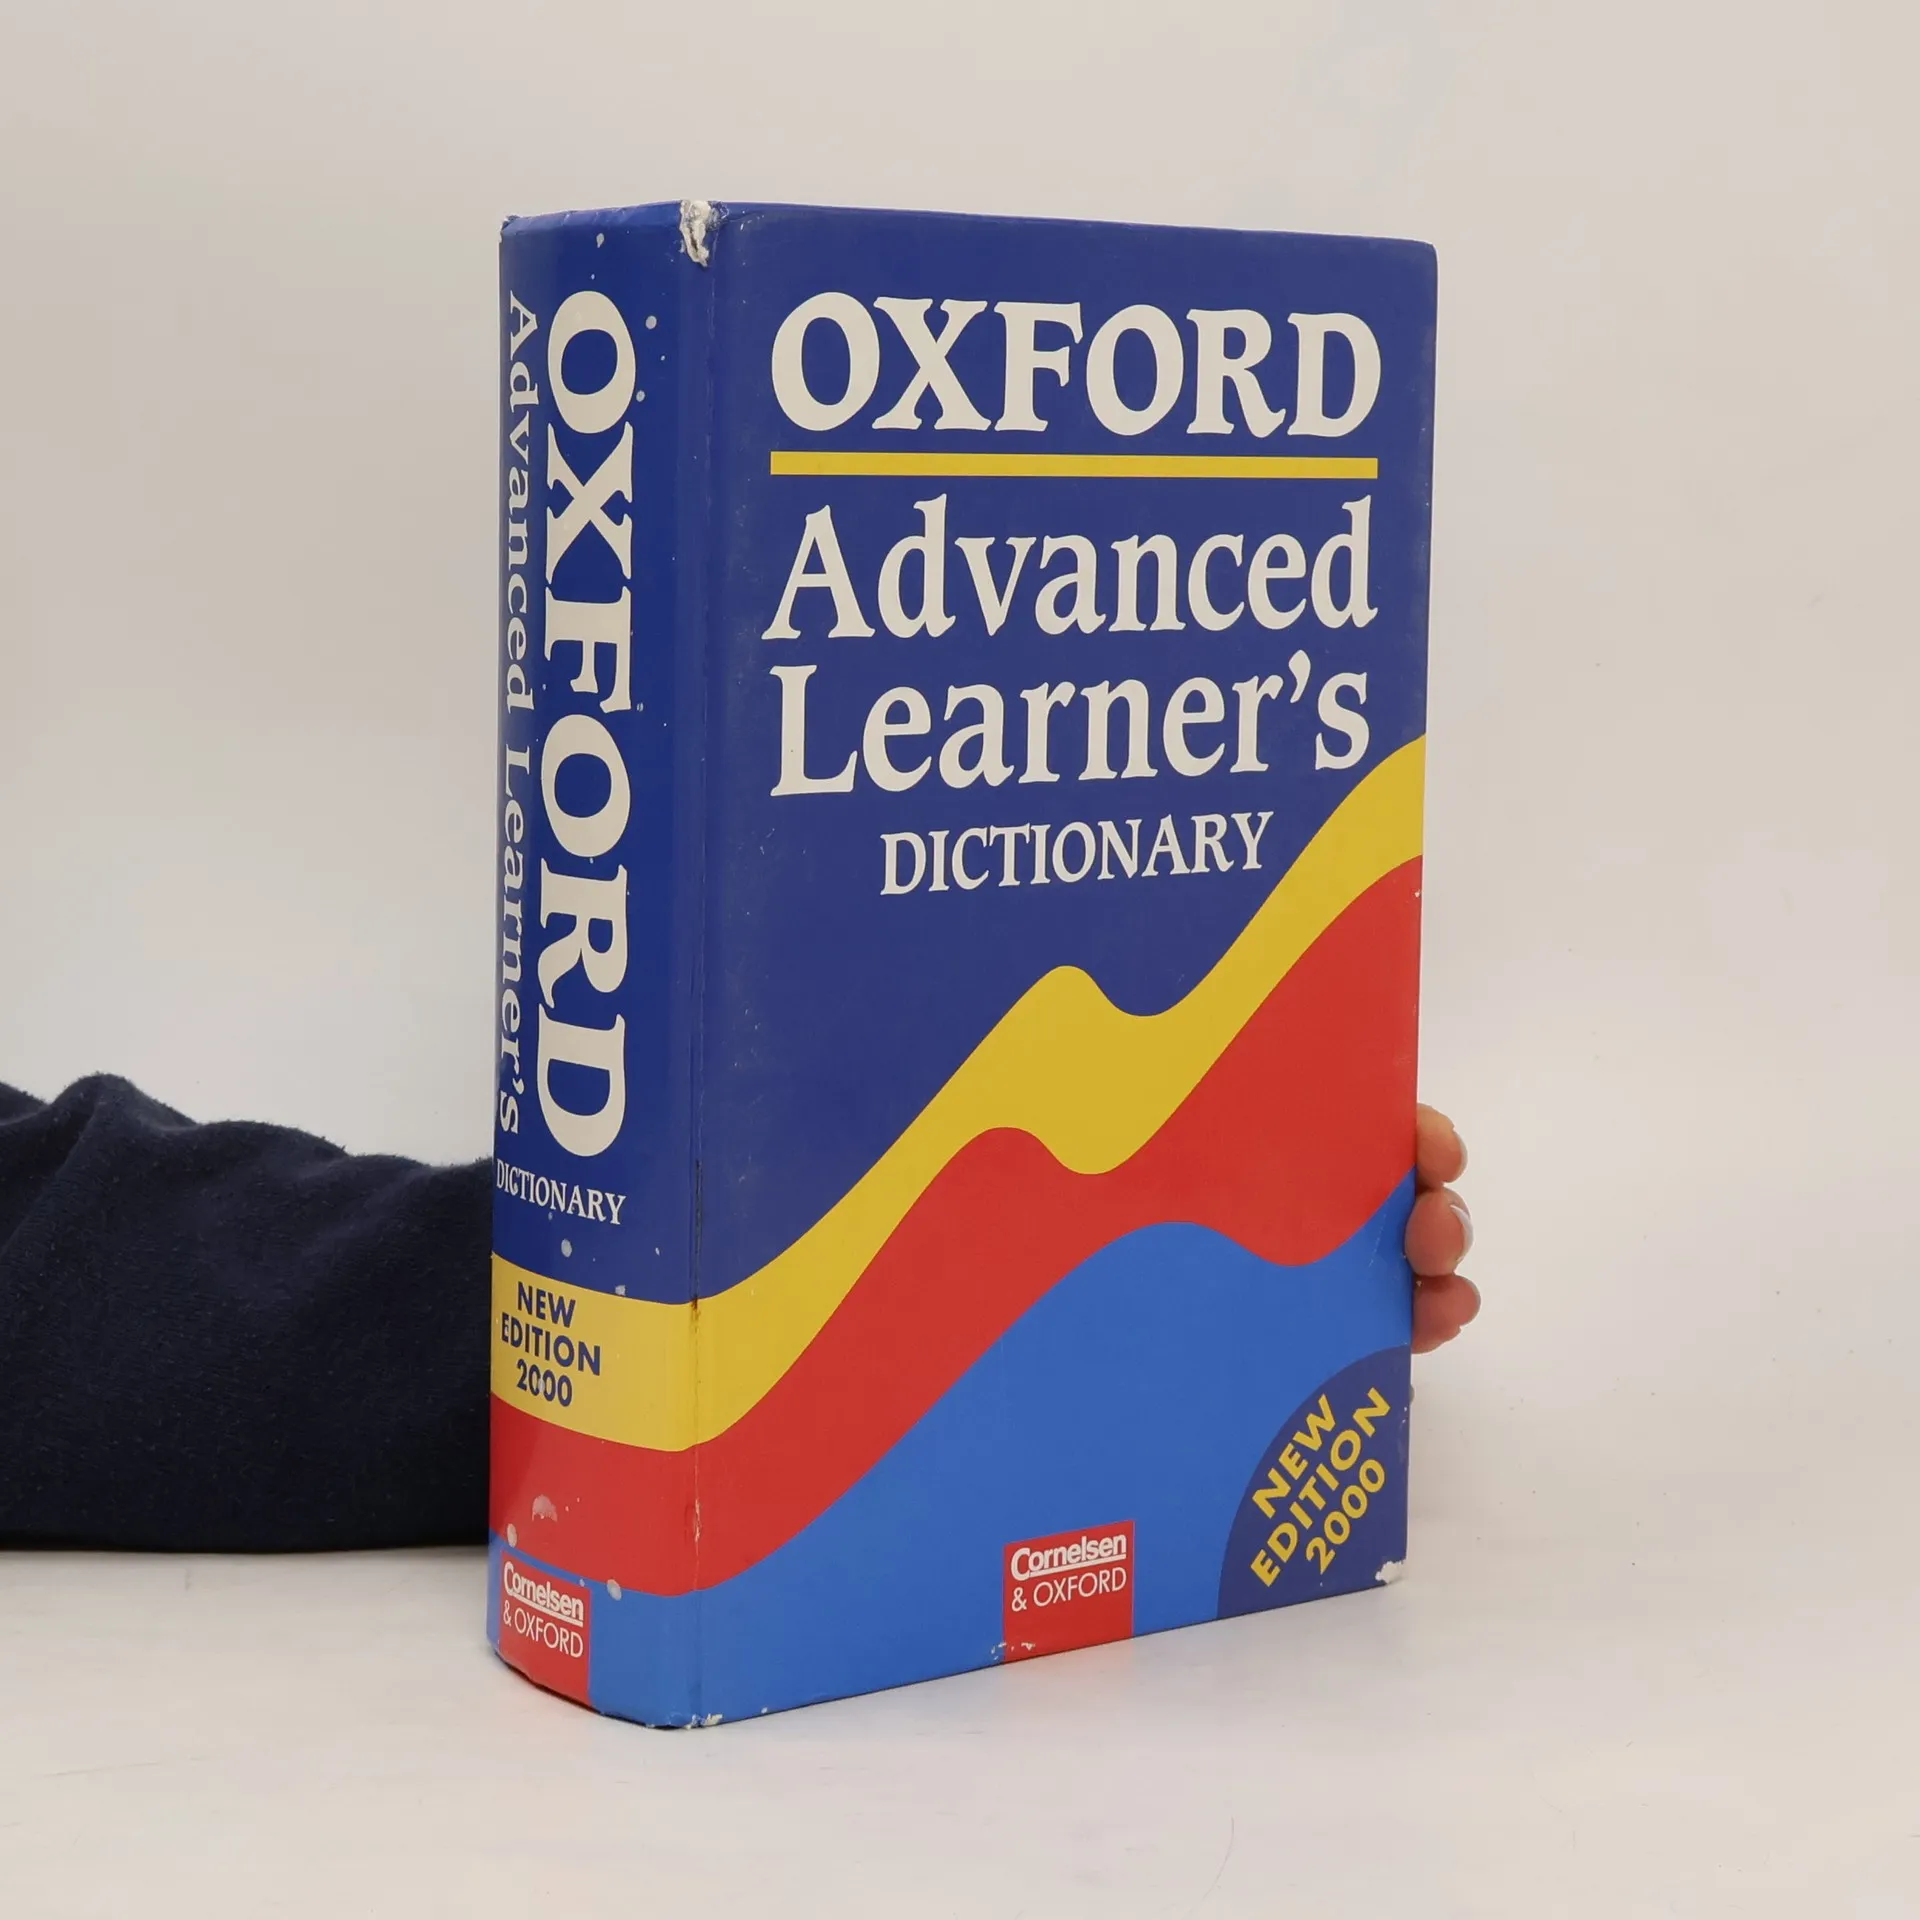 OXFORD
Advanced Learner's
DICTIONARY
NEW
EDITION
2000
Cornelsen
& OXFORD
OXFORD
Advanced
Learner's
DICTIONARY
NEW
EDITION
2000
Cornelsen
& OXFORD